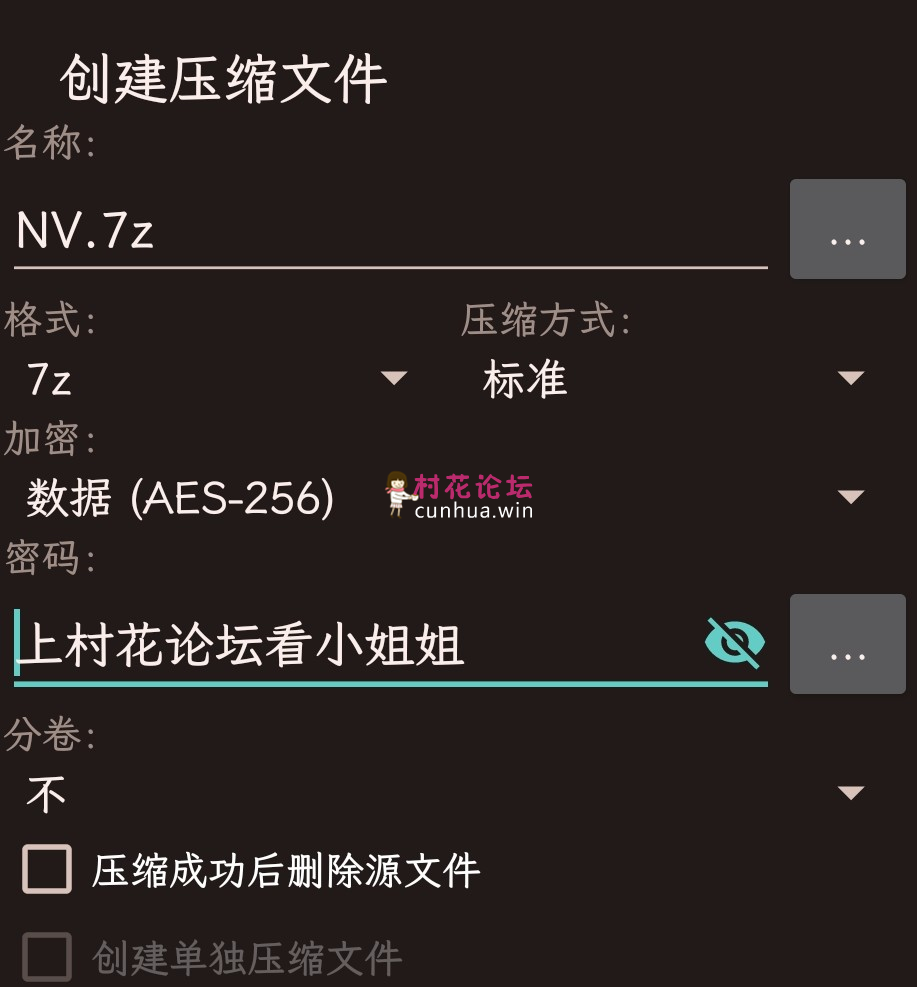 创建压缩文件
名称:
NV.7z
...
格式: 压缩方式:
7z 标准
加密:
数据 (AES-256)
村花论坛
cunhua.win
密码:
上村花论坛看小姐姐
...
分卷:
不
压缩成功后删除源文件
创建单独压缩文件